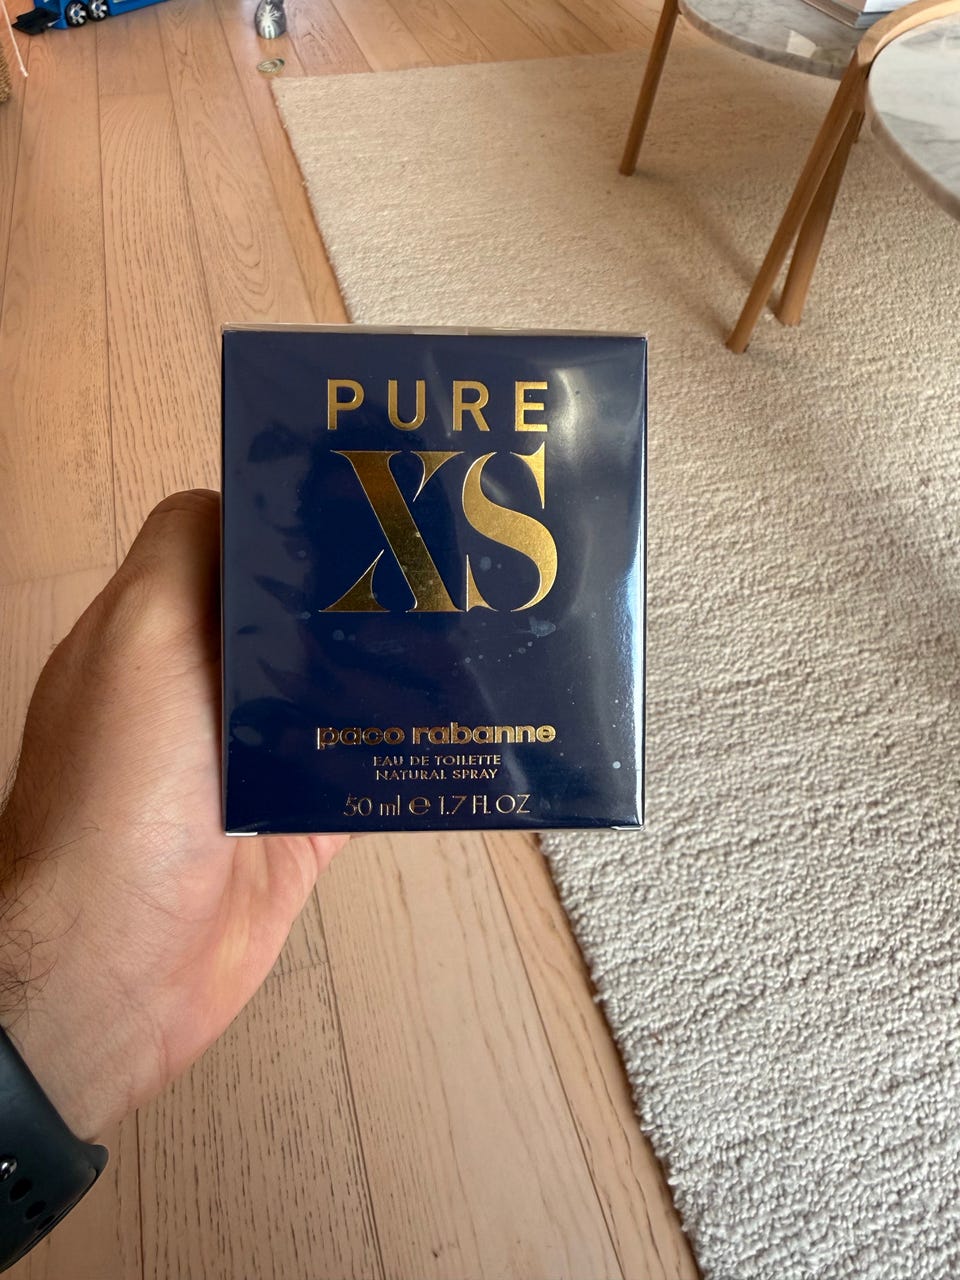 PURE
XS
paco rabanne
EAU DE TOILETTE
NATURAL SPRAY
50 ml ℮ 1.7 FL OZ